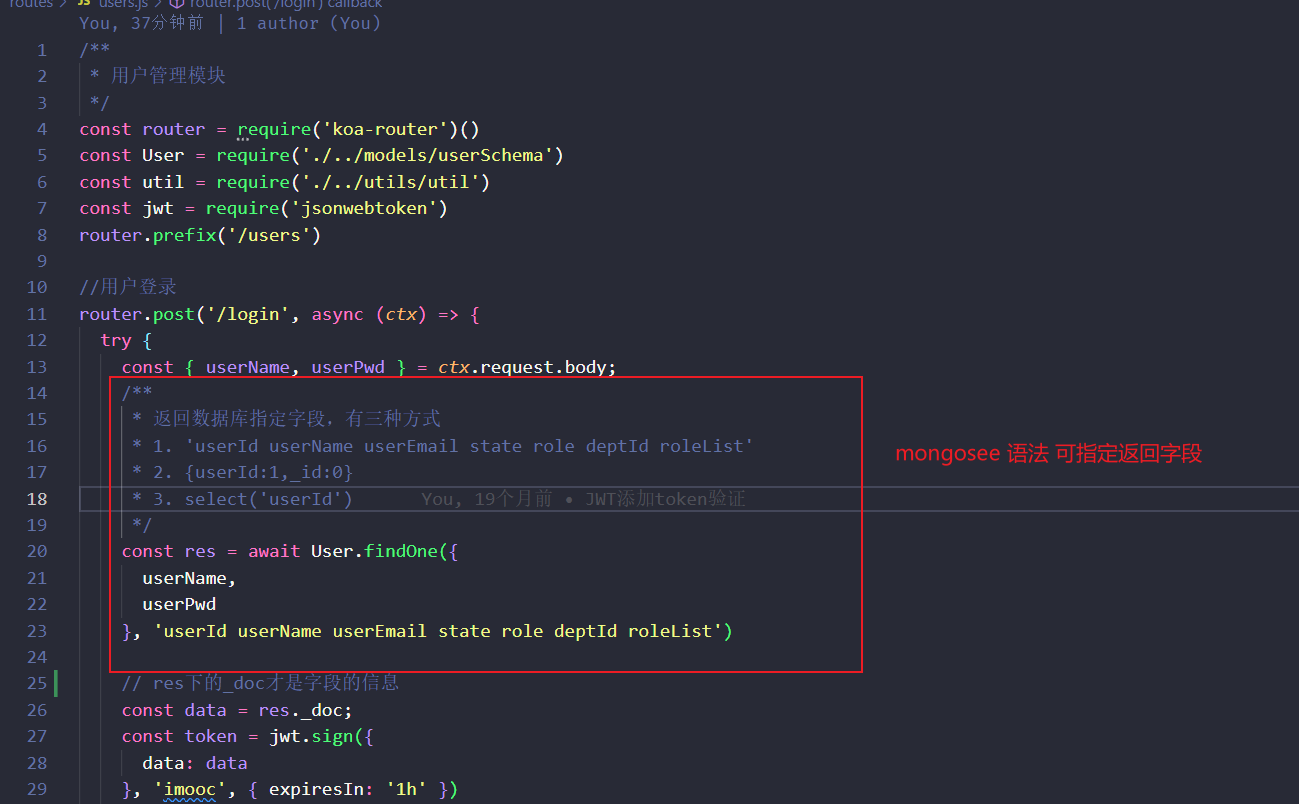 routes > JS users.js > router.post('/login') callback
You, 37分钟前 | 1 author (You)
1 /**
2 * 用户管理模块
3 */
4 const router = require('koa-router')()
5 const User = require('./../models/userSchema')
6 const util = require('./../utils/util')
7 const jwt = require('jsonwebtoken')
8 router.prefix('/users')
9
10 //用户登录
11 router.post('/login', async (ctx) => {
12 try {
13 const { userName, userPwd } = ctx.request.body;
14 /**
15 * 返回数据库指定字段，有三种方式
16 * 1. 'userId userName userEmail state role deptId roleList'
mongosee 语法 可指定返回字段
17 * 2. {userId:1,_id:0}
18 * 3. select('userId') You, 19个月前 • JWT添加token验证
19 */
20 const res = await User.findOne({
21 userName,
22 userPwd
23 }, 'userId userName userEmail state role deptId roleList')
24
25 // res下的_doc才是字段的信息
26 const data = res._doc;
27 const token = jwt.sign({
28 data: data
29 }, 'imooc', { expiresIn: '1h' })